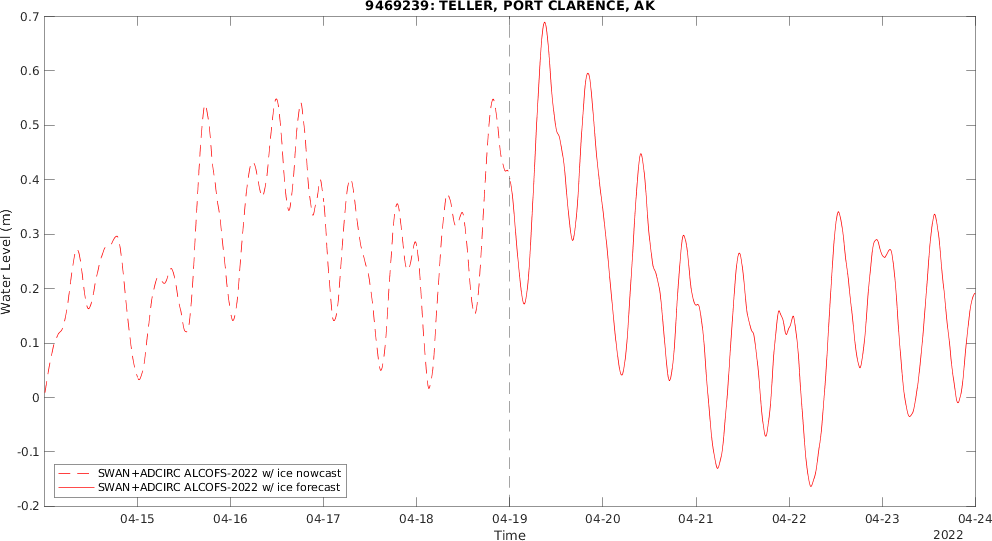 9469239: TELLER, PORT CLARENCE, AK
0.7
0.6
0.5
0.4
0.3
0.2
0.1
0
-0.1
-0.2
Water Level (m)
SWAN+ADCIRC ALCOFS-2022 w/ ice nowcast
SWAN+ADCIRC ALCOFS-2022 w/ ice forecast
04-15 04-16 04-17 04-18 04-19 04-20 04-21 04-22 04-23 04-24
Time
2022